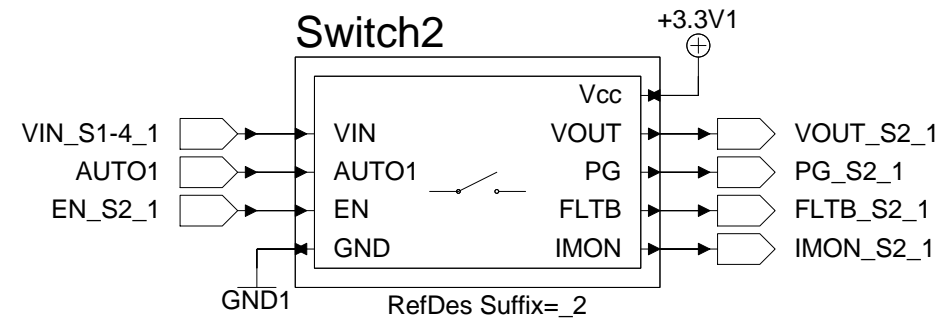 +3.3V1
Switch2
Vcc
VIN_S1-4_1 VIN VOUT VOUT_S2_1
AUTO1 AUTO1 PG PG_S2_1
EN_S2_1 EN FLTB FLTB_S2_1
GND IMON IMON_S2_1
GND1
RefDes Suffix=_2